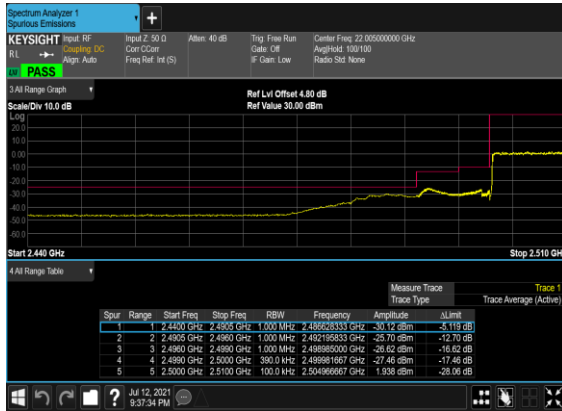 Spectrum Analyzer 1
Spurious Emissions
+
KEYSIGHT Input: RF Input Z: 50 Ω Atten: 40 dB Trig: Free Run Center Freq: 22.005000000 GHz
RL Coupling: DC Corr CCorr Gate: Off Avg|Hold: 100/100
Align: Auto Freq Ref: Int (S) IF Gain: Low Radio Std: None
PASS
3 All Range Graph Ref Lvl Offset 4.80 dB
Scale/Div 10.0 dB Ref Value 30.00 dBm
Log
20.0
10.0
0.00
-10.0
-20.0
-30.0
-40.0
-50.0
-60.0
Start 2.440 GHz Stop 2.510 GH
4 All Range Table
Measure Trace Trace 1
Trace Type Trace Average (Active)
Spur Range Start Freq Stop Freq RBW Frequency Amplitude ΔLimit
1 1 2.4400 GHz 2.4905 GHz 1.000 MHz 2.486628333 GHz -30.12 dBm -5.119 dB
2 2 2.4905 GHz 2.4960 GHz 1.000 MHz 2.492195833 GHz -25.70 dBm -12.70 dB
3 3 2.4960 GHz 2.4990 GHz 1.000 MHz 2.498985000 GHz -26.62 dBm -16.62 dB
4 4 2.4990 GHz 2.5000 GHz 390.0 kHz 2.499981667 GHz -27.46 dBm -17.46 dB
5 5 2.5000 GHz 2.5100 GHz 100.0 kHz 2.504966667 GHz 1.938 dBm -28.06 dB
? Jul 12, 2021
9:37:34 PM